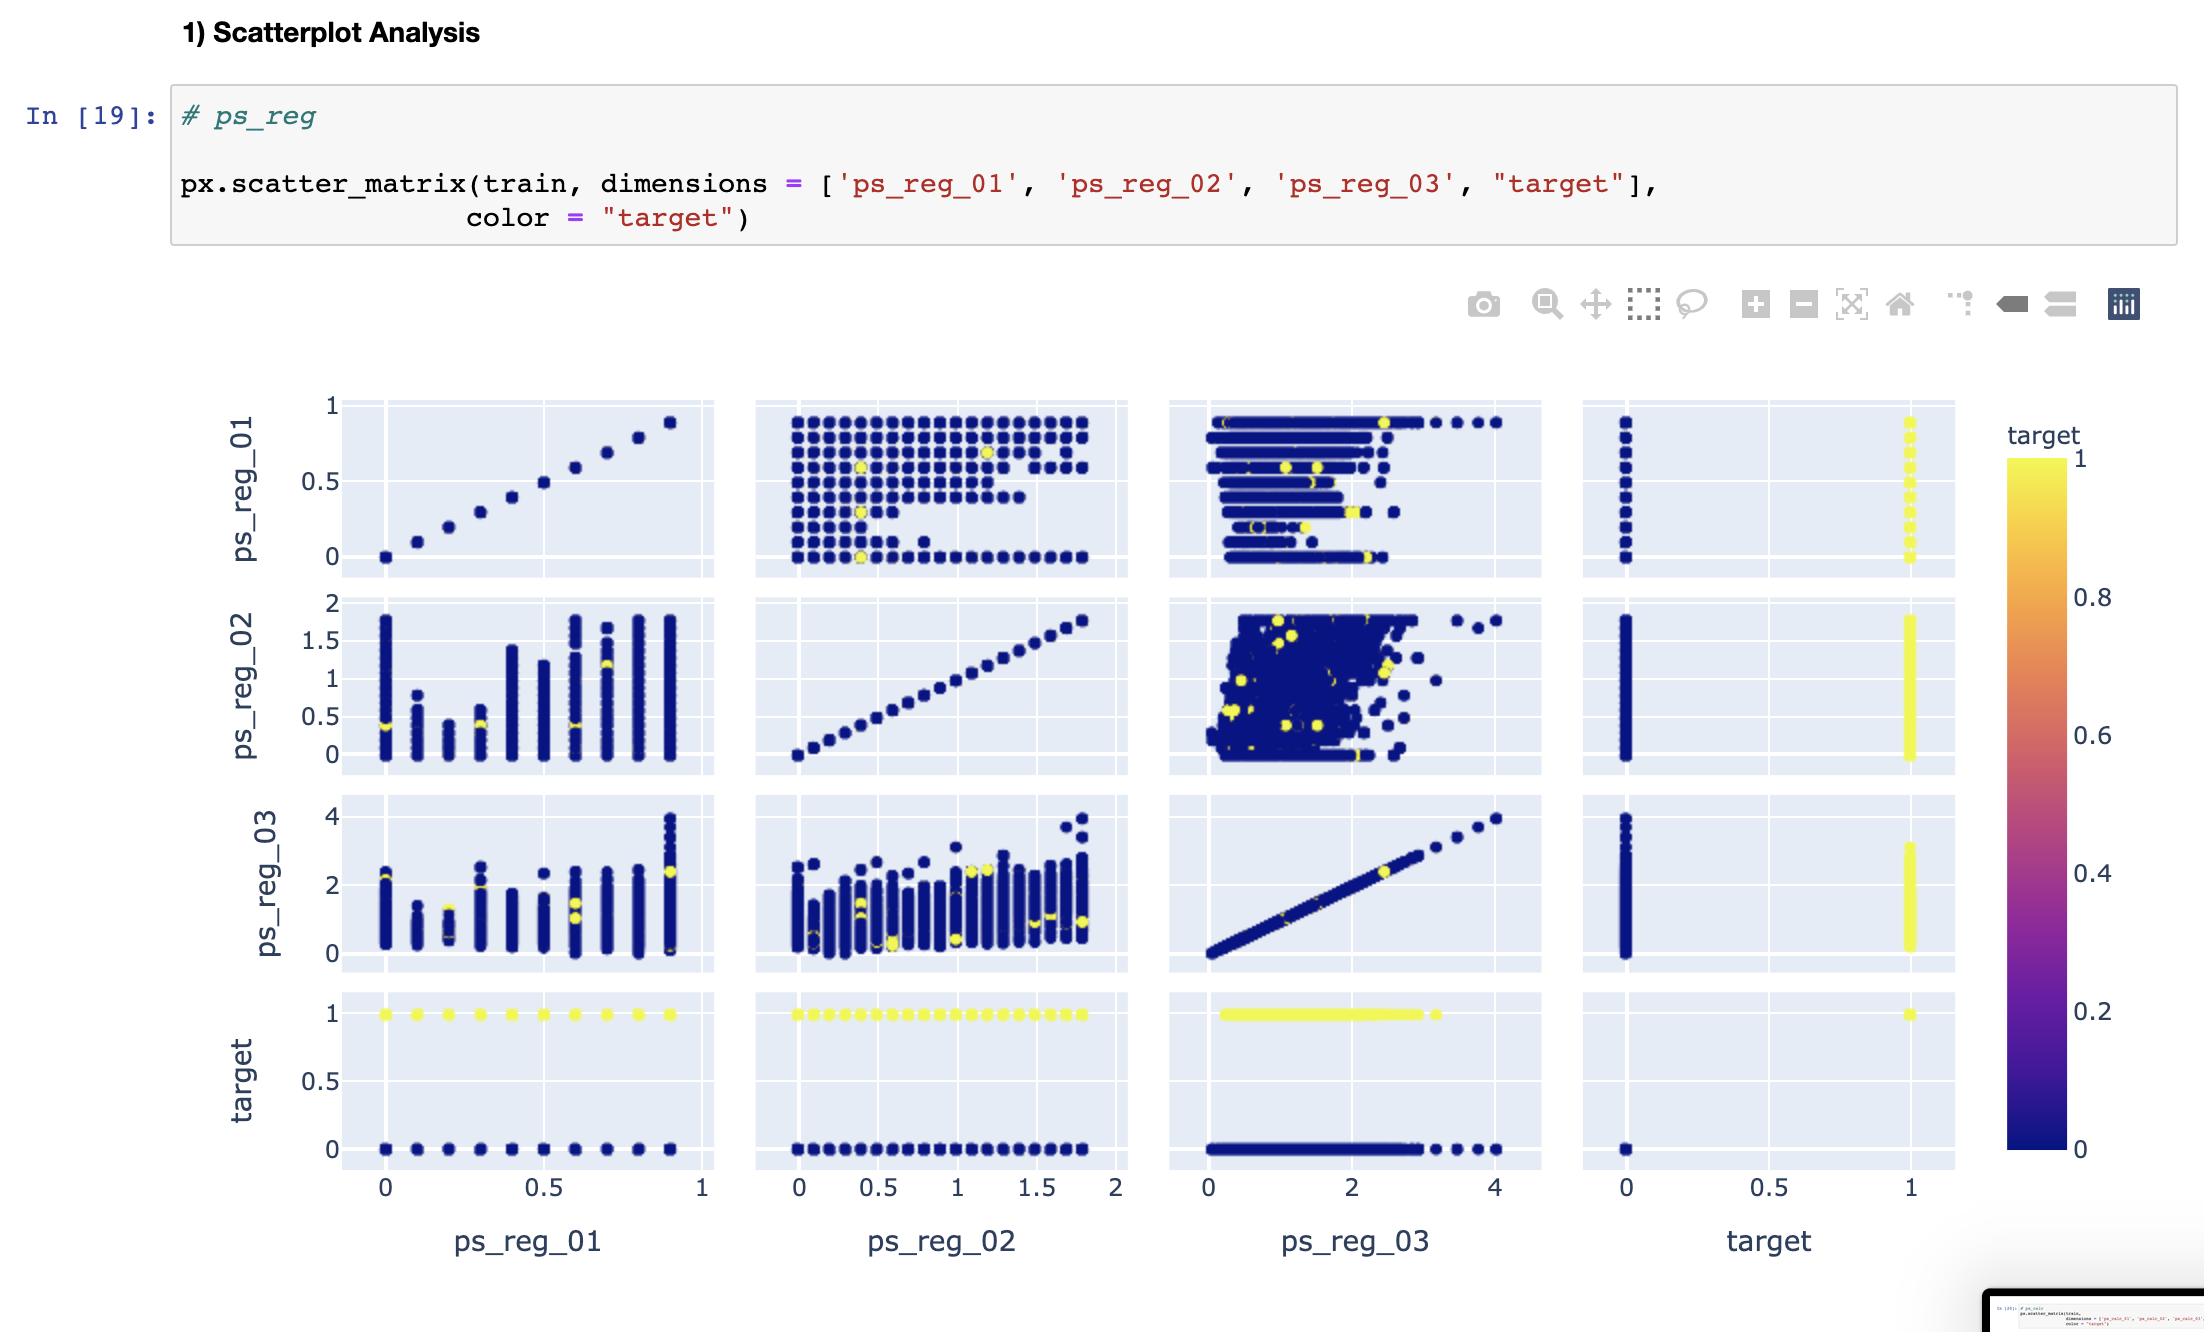 1) Scatterplot Analysis
In [19]:
# ps_reg
px.scatter_matrix(train, dimensions = ['ps_reg_01', 'ps_reg_02', 'ps_reg_03', "target"],
color = "target")
ps_reg_01
1
0.5
0
ps_reg_02
2
1.5
1
0.5
0
ps_reg_03
4
2
0
target
1
0.5
0
0 0.5 1
0 0.5 1 1.5 2
0 2 4
0 0.5 1
ps_reg_01 ps_reg_02 ps_reg_03 target
target
1
0.8
0.6
0.4
0.2
0